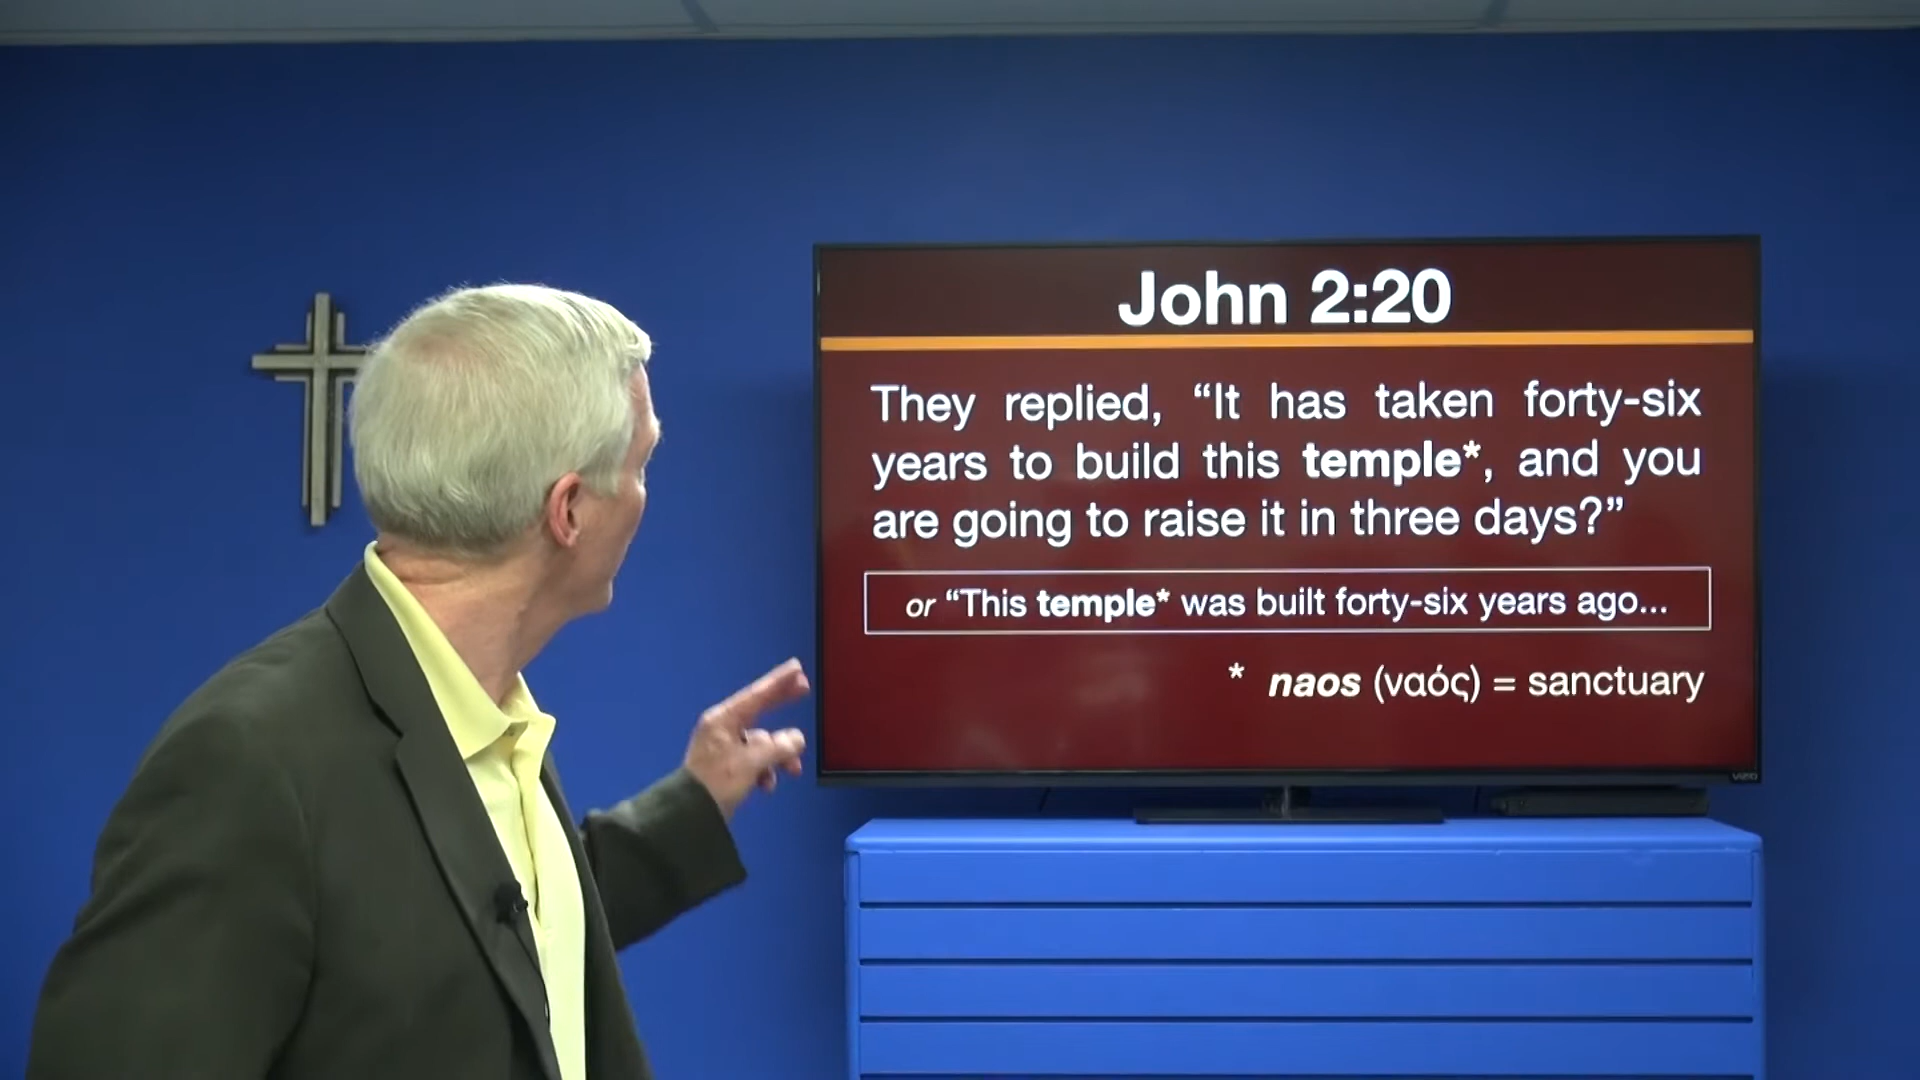 John 2:20
They replied, “It has taken forty-six
years to build this temple*, and you
are going to raise it in three days?”
or “This temple* was built forty-six years ago...
* naos (ναός) = sanctuary
VIZIO